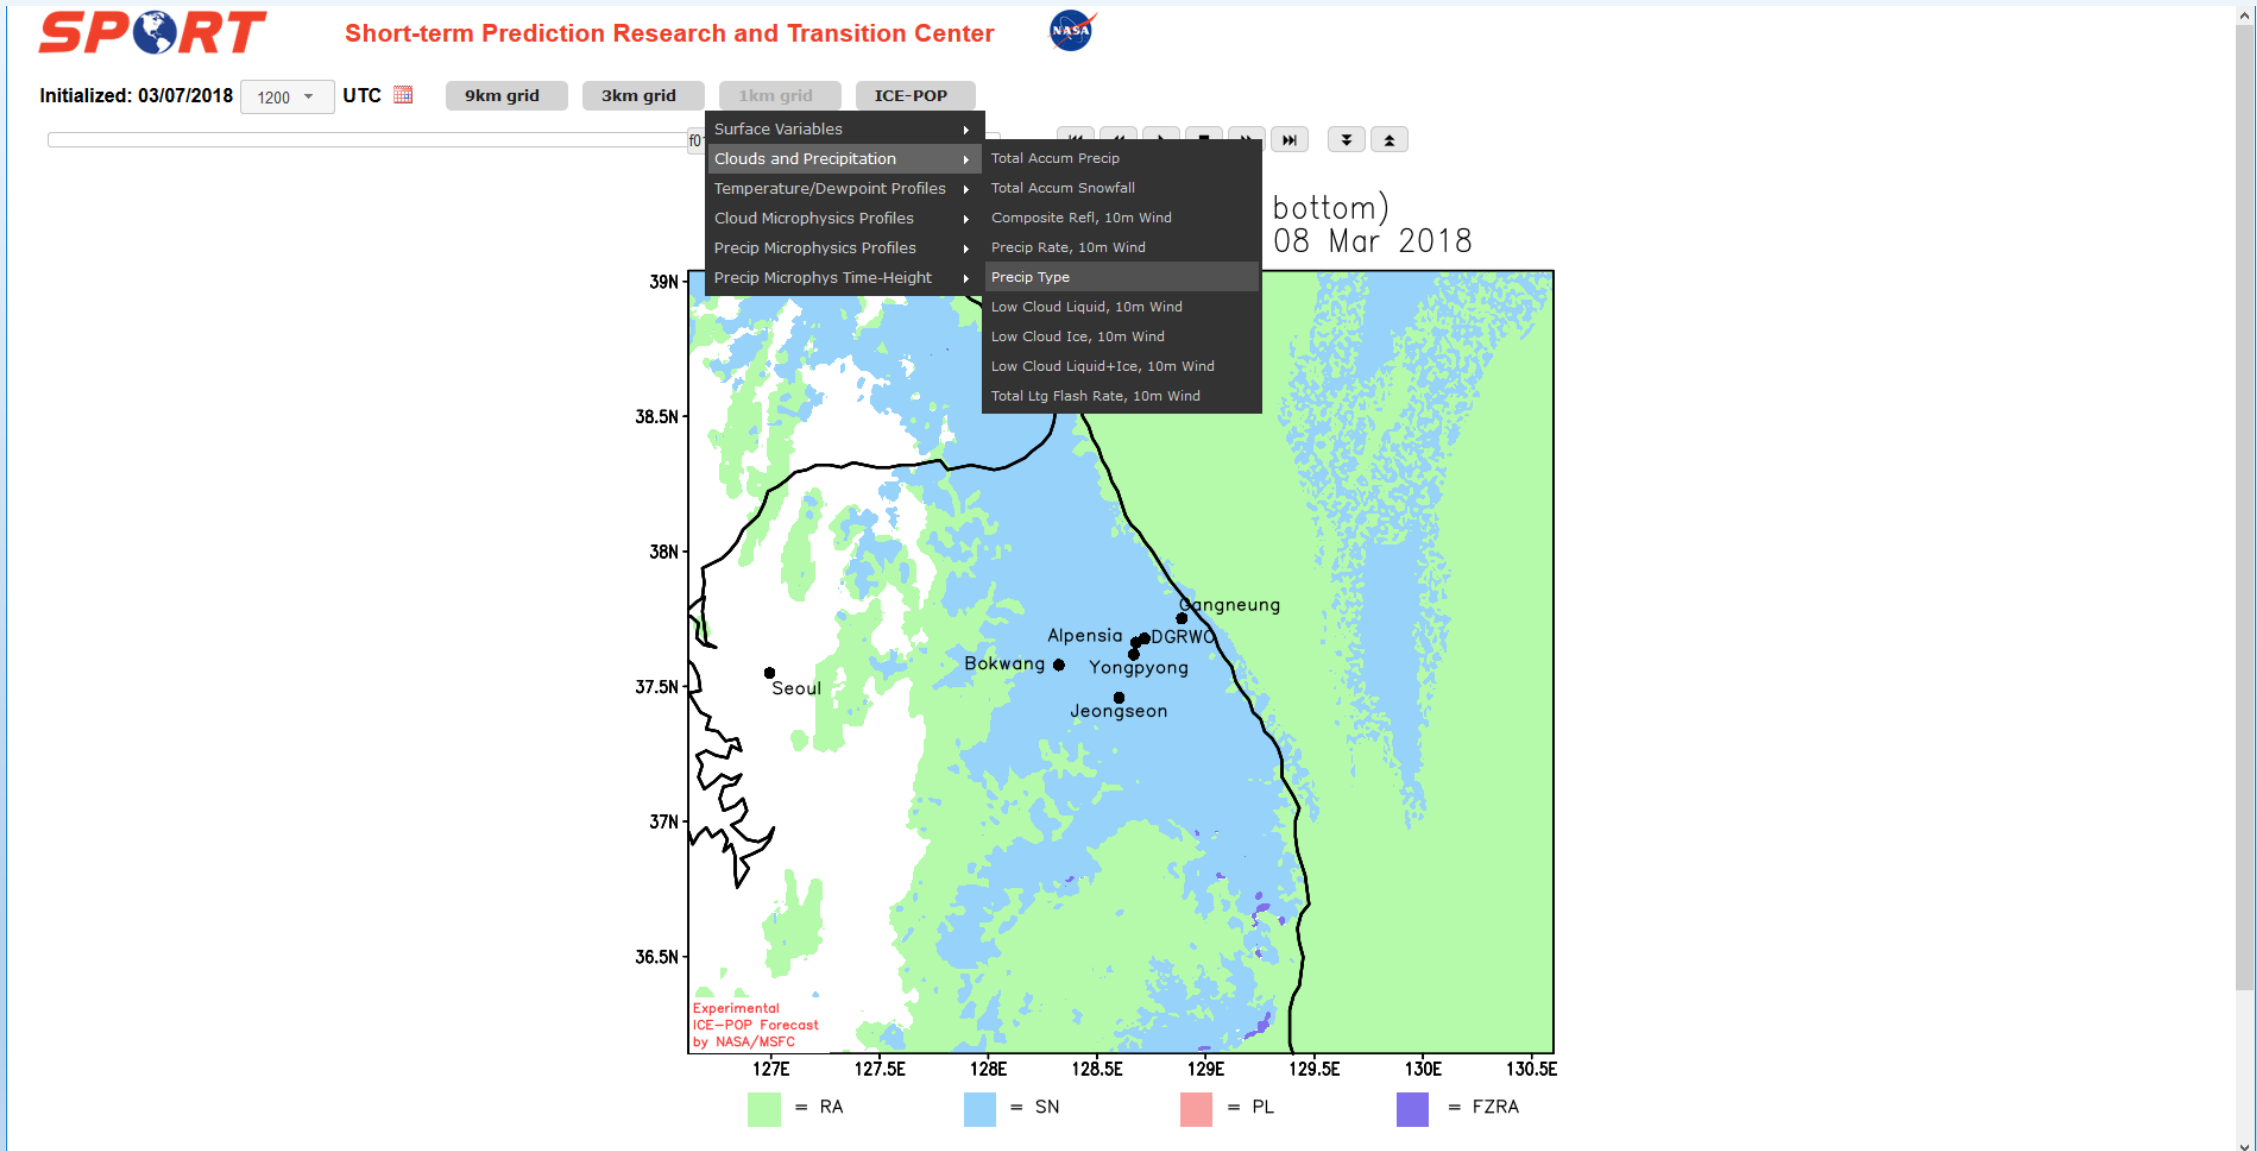 SPORT
Short-term Prediction Research and Transition Center
NASA
Initialized: 03/07/2018
1200
UTC
9km grid
3km grid
1km grid
ICE-POP
f01
Surface Variables
Clouds and Precipitation
Temperature/Dewpoint Profiles
Cloud Microphysics Profiles
Precip Microphysics Profiles
Precip Microphys Time-Height
Total Accum Precip
Total Accum Snowfall
Composite Refl, 10m Wind
Precip Rate, 10m Wind
Precip Type
Low Cloud Liquid, 10m Wind
Low Cloud Ice, 10m Wind
Low Cloud Liquid+Ice, 10m Wind
Total Ltg Flash Rate, 10m Wind
bottom)
08 Mar 2018
39N
38.5N
38N
37.5N
37N
36.5N
Gangneung
Alpensia
DGRWO
Bokwang
Yongpyong
Seoul
Jeongseon
Experimental
ICE-POP Forecast
by NASA/MSFC
127E
127.5E
128E
128.5E
129E
129.5E
130E
130.5E
= RA
= SN
= PL
= FZRA